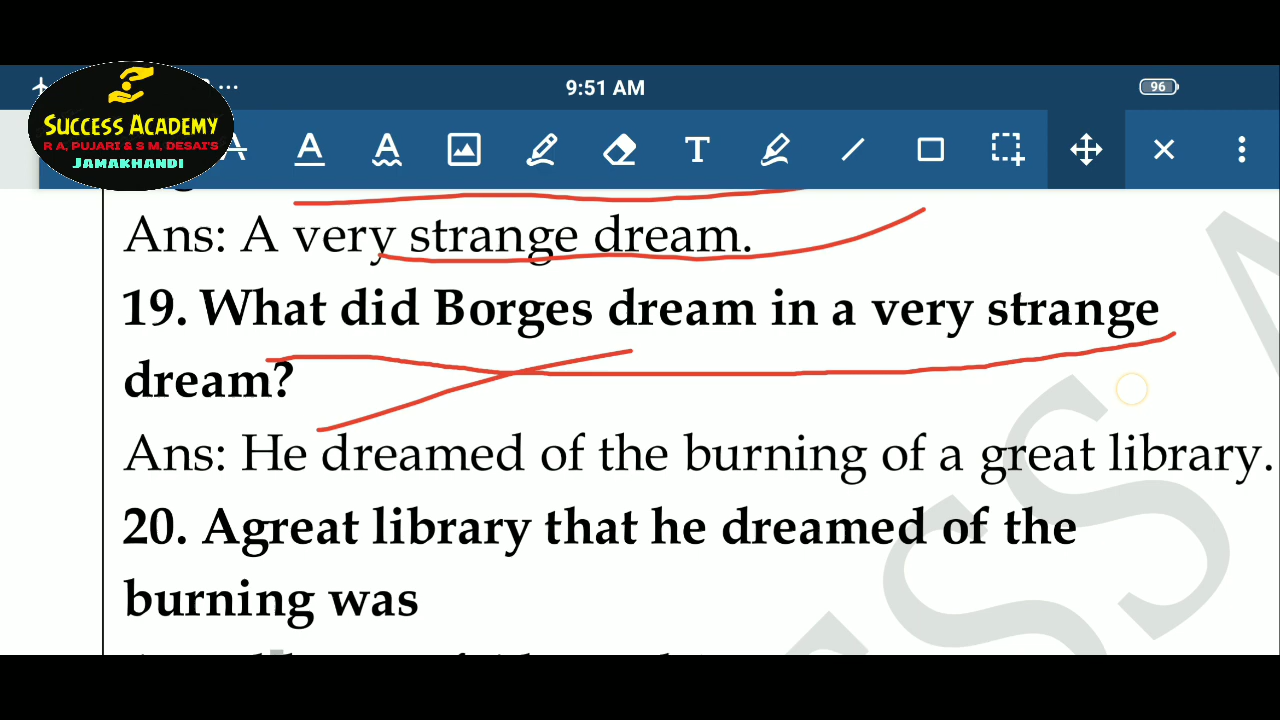 9:51 AM
96
SUCCESS ACADEMY
R A, PUJARI & S M, DESAI'S
JAMAKHANDI
Ans: A very strange dream.
19. What did Borges dream in a very strange
dream?
Ans: He dreamed of the burning of a great library.
20. Agreat library that he dreamed of the
burning was